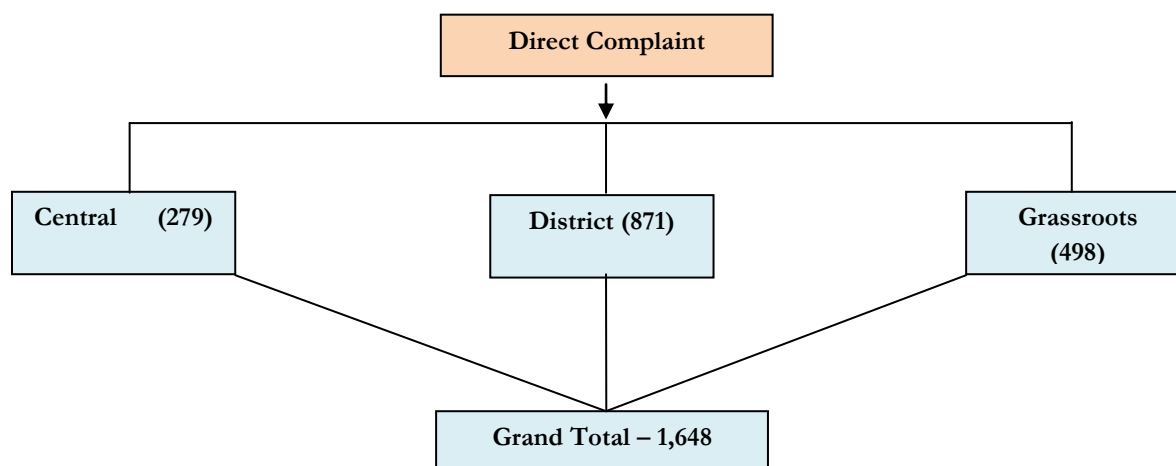 Direct Complaint
Central (279)
District (871)
Grassroots
(498)
Grand Total – 1,648